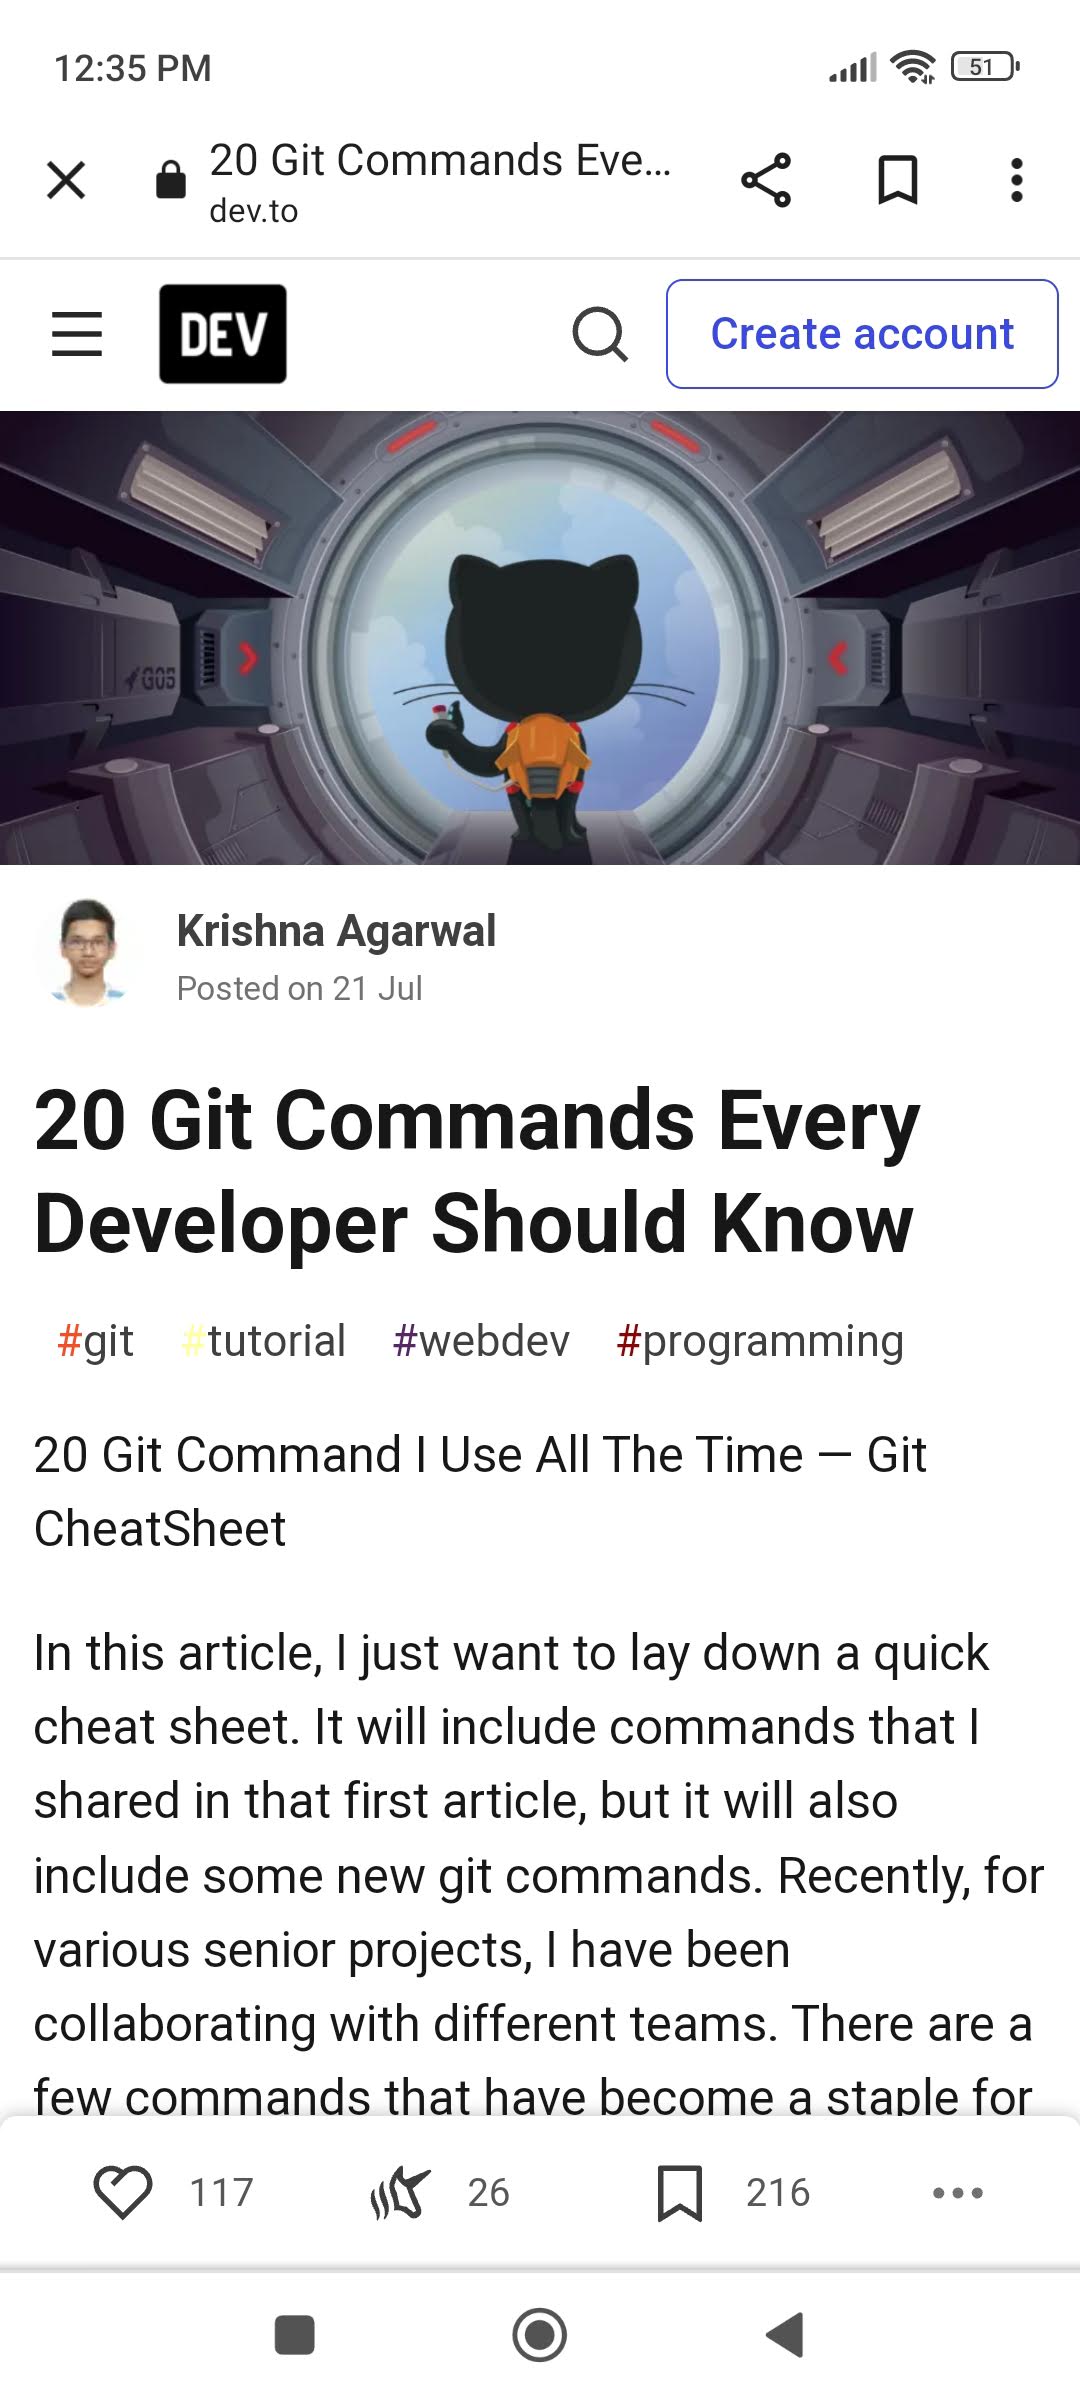 12:35 PM
51
20 Git Commands Eve...
dev.to
DEV
Create account
G05
Krishna Agarwal
Posted on 21 Jul
20 Git Commands Every
Developer Should Know
#git #tutorial #webdev #programming
20 Git Command I Use All The Time — Git
CheatSheet
In this article, I just want to lay down a quick
cheat sheet. It will include commands that I
shared in that first article, but it will also
include some new git commands. Recently, for
various senior projects, I have been
collaborating with different teams. There are a
few commands that have become a staple for
117 26 216